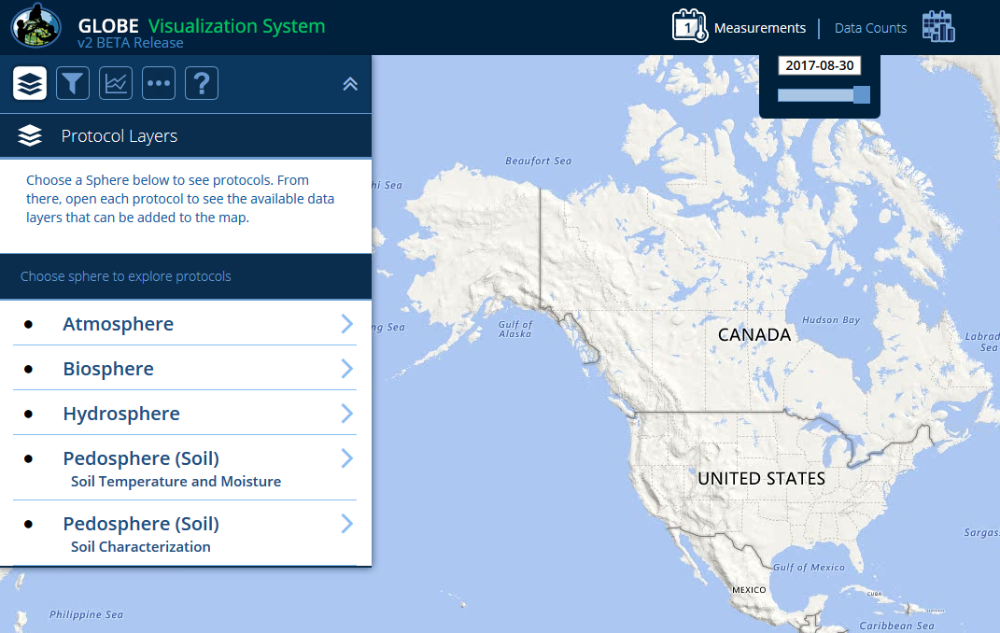 GLOBE Visualization System
v2 BETA Release
1
Measurements
Data Counts
?
2017-08-30
Protocol Layers
Choose a Sphere below to see protocols. From
there, open each protocol to see the available data
layers that can be added to the map.
Choose sphere to explore protocols
Atmosphere
Biosphere
Hydrosphere
Pedosphere (Soil)
Soil Temperature and Moisture
Pedosphere (Soil)
Soil Characterization
Beaufort Sea
hi Sea
ng Sea
Gulf of
Alaska
CANADA
Hudson Bay
Labrad
Sea
UNITED STATES
Sargas
Gulf of Mexico
MEXICO
CUBA
Philippine Sea
Caribbean Sea